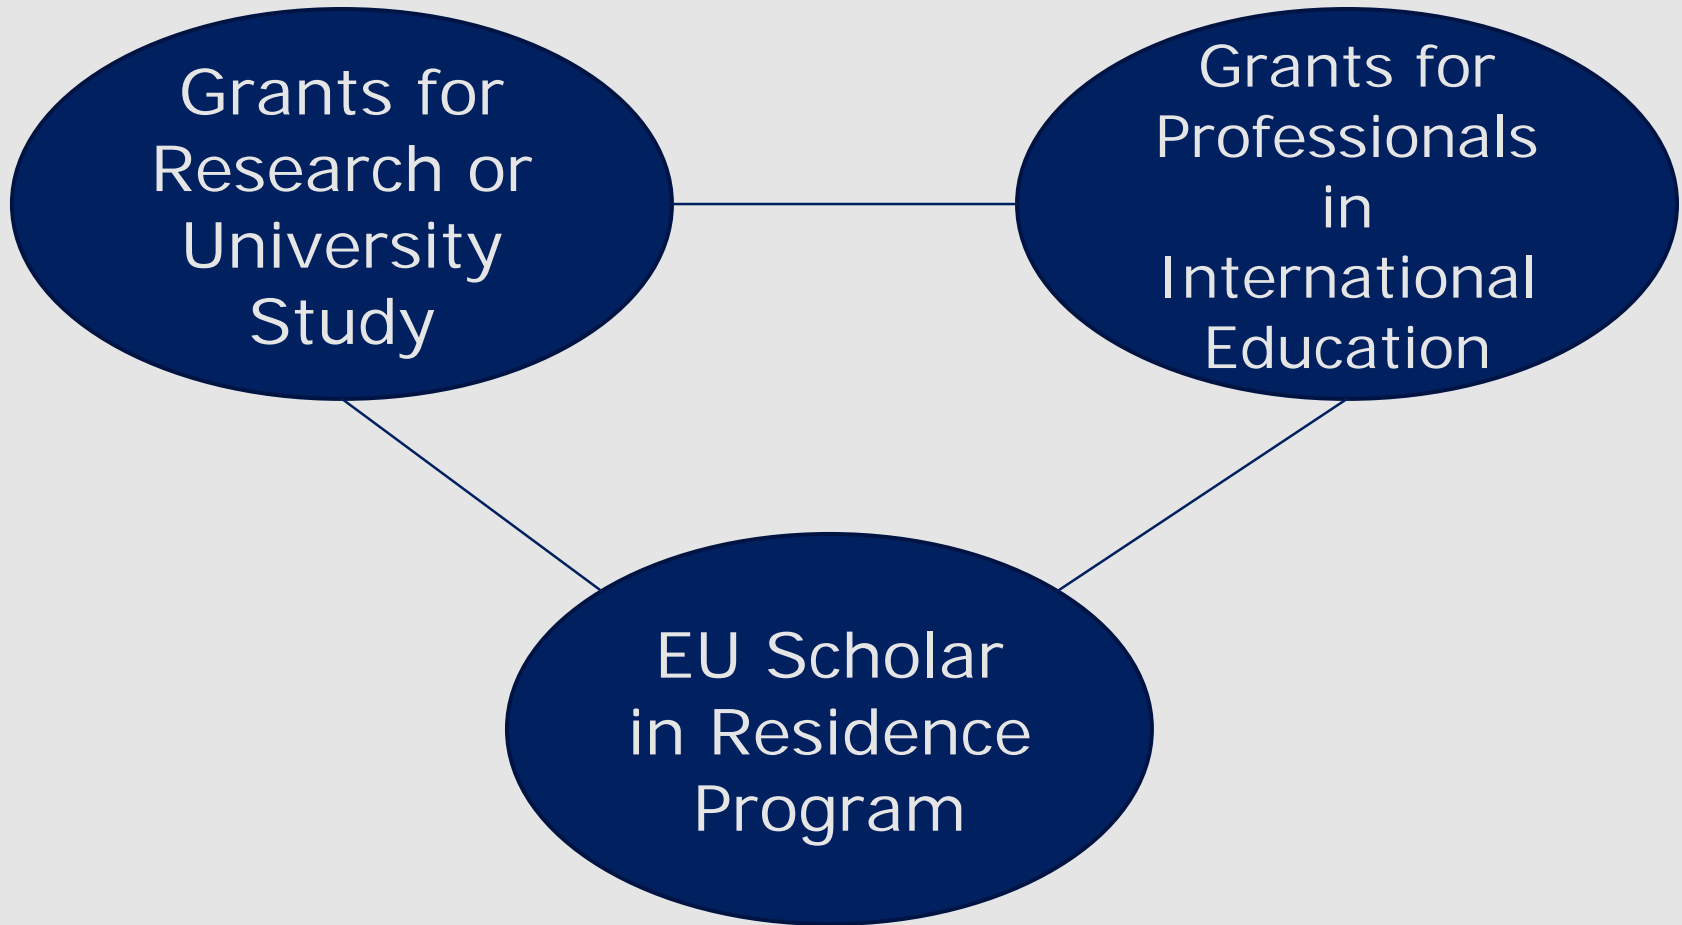 Grants for
Research or
University
Study
Grants for
Professionals
in
International
Education
EU Scholar
in Residence
Program